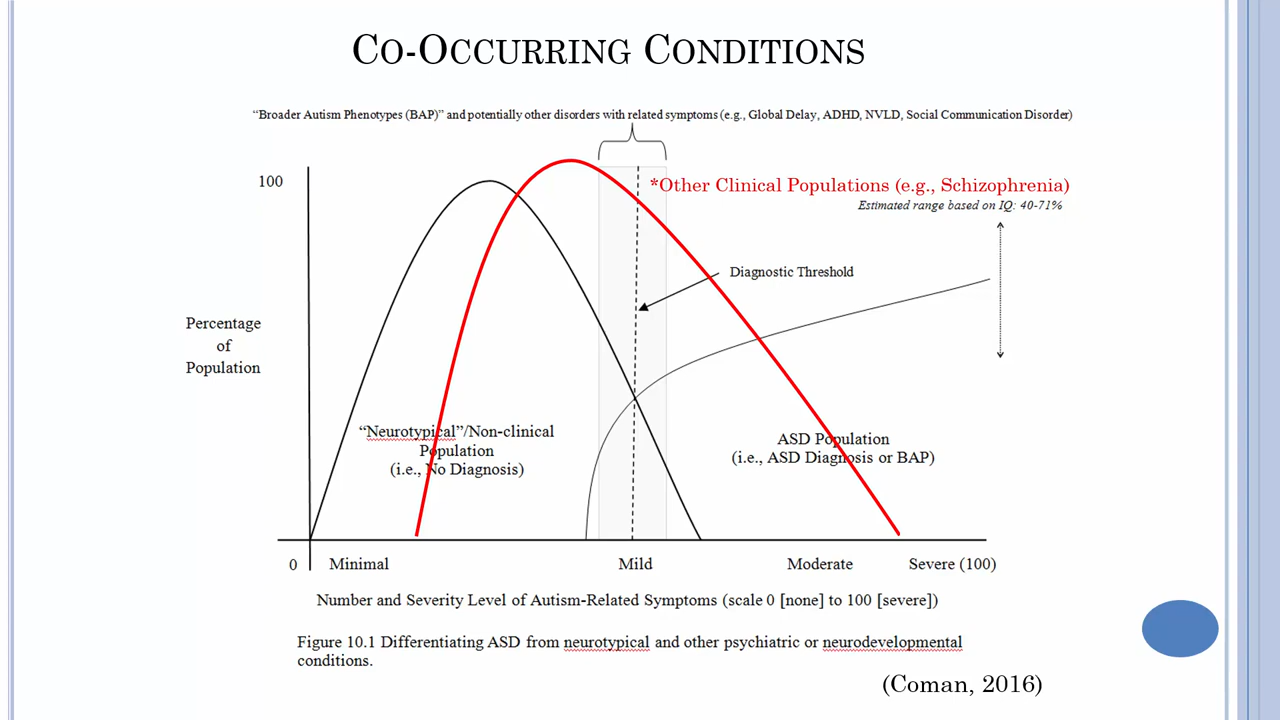 CO-OCCURRING CONDITIONS
“Broader Autism Phenotypes (BAP)” and potentially other disorders with related symptoms (e.g., Global Delay, ADHD, NVLD, Social Communication Disorder)
100
*Other Clinical Populations (e.g., Schizophrenia)
Estimated range based on IQ: 40-71%
Diagnostic Threshold
Percentage
of
Population
“Neurotypical”/Non-clinical
Population
(i.e., No Diagnosis)
ASD Population
(i.e., ASD Diagnosis or BAP)
0
Minimal
Mild
Moderate
Severe (100)
Number and Severity Level of Autism-Related Symptoms (scale 0 [none] to 100 [severe])
Figure 10.1 Differentiating ASD from neurotypical and other psychiatric or neurodevelopmental
conditions.
(Coman, 2016)